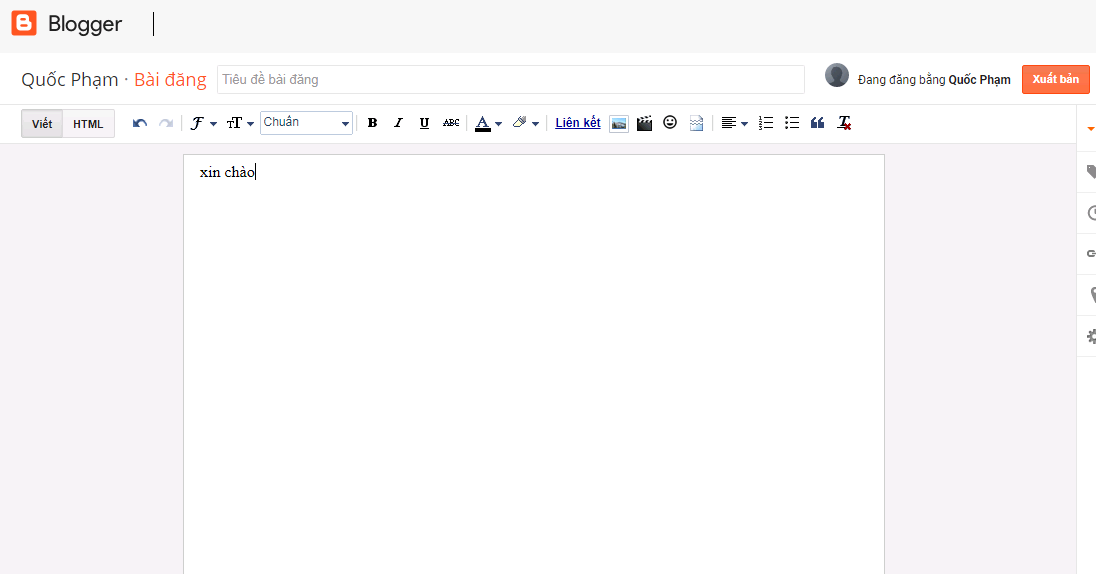 Blogger
Quốc Phạm · Bài đăng Tiêu đề bài đăng Đang đăng bằng Quốc Phạm Xuất bản
Viết HTML Chuẩn B I U ABC A Liên kết
xin chào